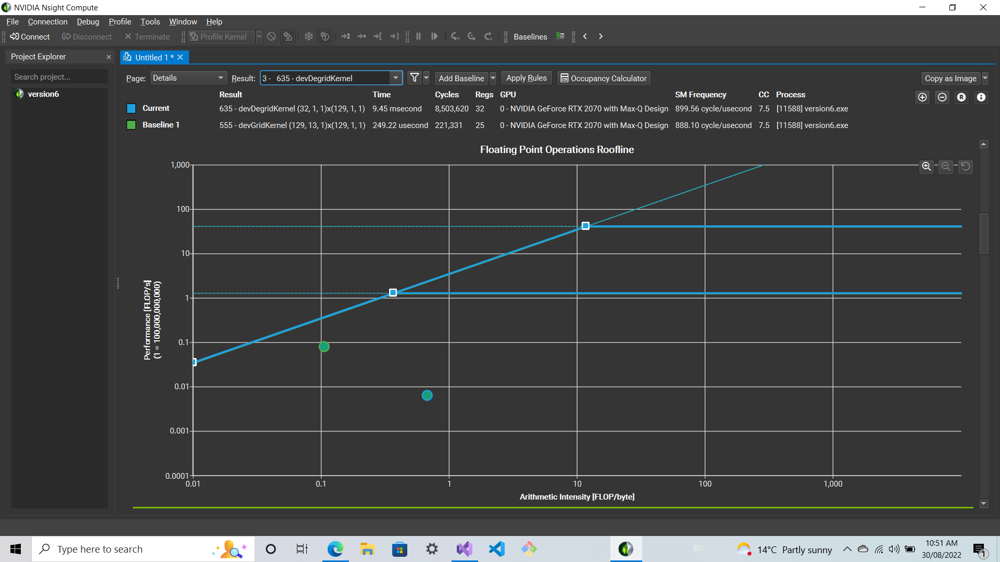 NVIDIA Nsight Compute
File Connection Debug Profile Tools Window Help
Connect Disconnect Terminate Profile Kernel Baselines
Project Explorer
Untitled 1 *
Search project...
version6
Page: Details Result: 3 - 635 - devDegridKernel Add Baseline Apply Rules Occupancy Calculator Copy as Image
Result Time Cycles Regs GPU SM Frequency CC Process
Current 635 - devDegridKernel (32, 1, 1)x(129, 1, 1) 9.45 msecond 8,503,620 32 0 - NVIDIA GeForce RTX 2070 with Max-Q Design 899.56 cycle/usecond 7.5 [11588] version6.exe
Baseline 1 555 - devGridKernel (129, 13, 1)x(129, 1, 1) 249.22 usecond 221,331 25 0 - NVIDIA GeForce RTX 2070 with Max-Q Design 888.10 cycle/usecond 7.5 [11588] version6.exe
Floating Point Operations Roofline
1,000
100
10
1
0.1
0.01
0.001
0.0001
Performance [FLOP/s]
(1 = 100,000,000,000)
0.01 0.1 1 10 100 1,000
Arithmetic Intensity [FLOP/byte]
Type here to search
EN
14°C Partly sunny
10:51 AM
30/08/2022
1